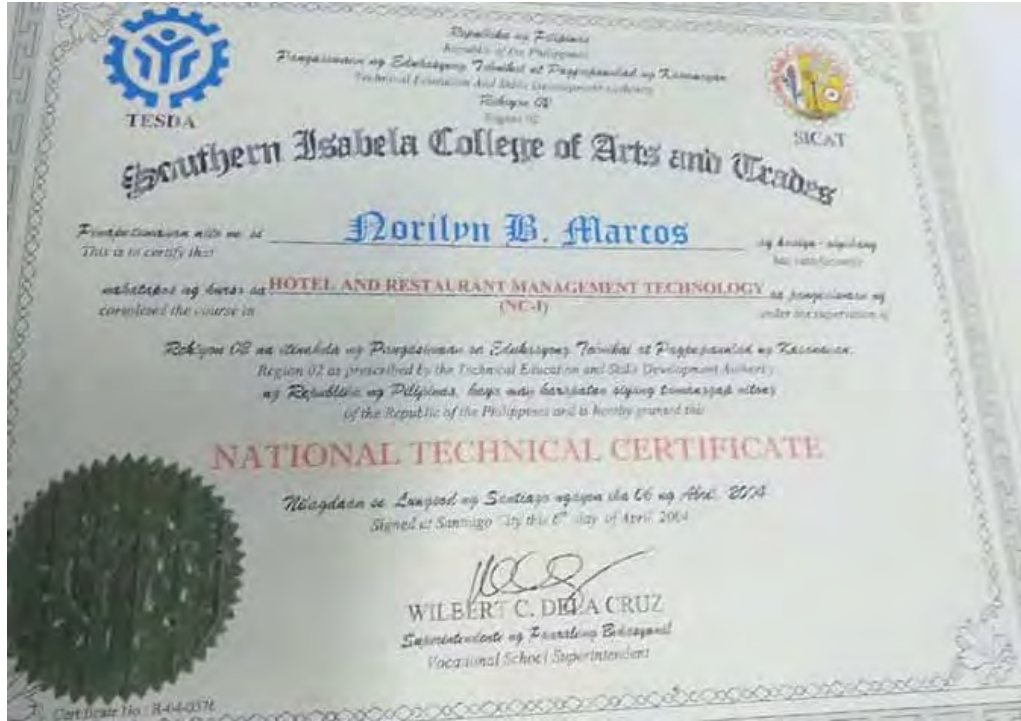 Republika ng Pilipinas
Republic of the Philippines
Pangasiwaan ng Edukasyong Teknikal at Pagpapaunlad ng Kasanayan
Technical Education And Skills Development Authority
Rehiyon 02
Region 02
TESDA
SICAT
Southern Isabela College of Arts and Trades
Pinapatunayan nito na si Norilyn B. Marcos ay
This is to certify that has satisfactorily
nakatapos ng kurso sa HOTEL AND RESTAURANT MANAGEMENT TECHNOLOGY sa pangasiwaan ng
completed the course in (NC-I) under the supervision of
Rehiyon 02 na itinakda ng Pangasiwaan sa Edukasyong Teknikal at Pagpapaunlad ng Kasanayan
Region 02 as prescribed by the Technical Education and Skills Development Authority
ng Republika ng Pilipinas, kaya may karapatan siyang tumanggap nitong
of the Republic of the Philippines and is hereby granted this
NATIONAL TECHNICAL CERTIFICATE
Nilagdaan sa Lungsod ng Santiago ngayon ika 06 ng Abril, 2004
Signed at Santiago City this 6th day of April 2004
WILBERT C. DELA CRUZ
Superintendente ng Paaralang Bokasyonal
Vocational School Superintendent
Certificate No.